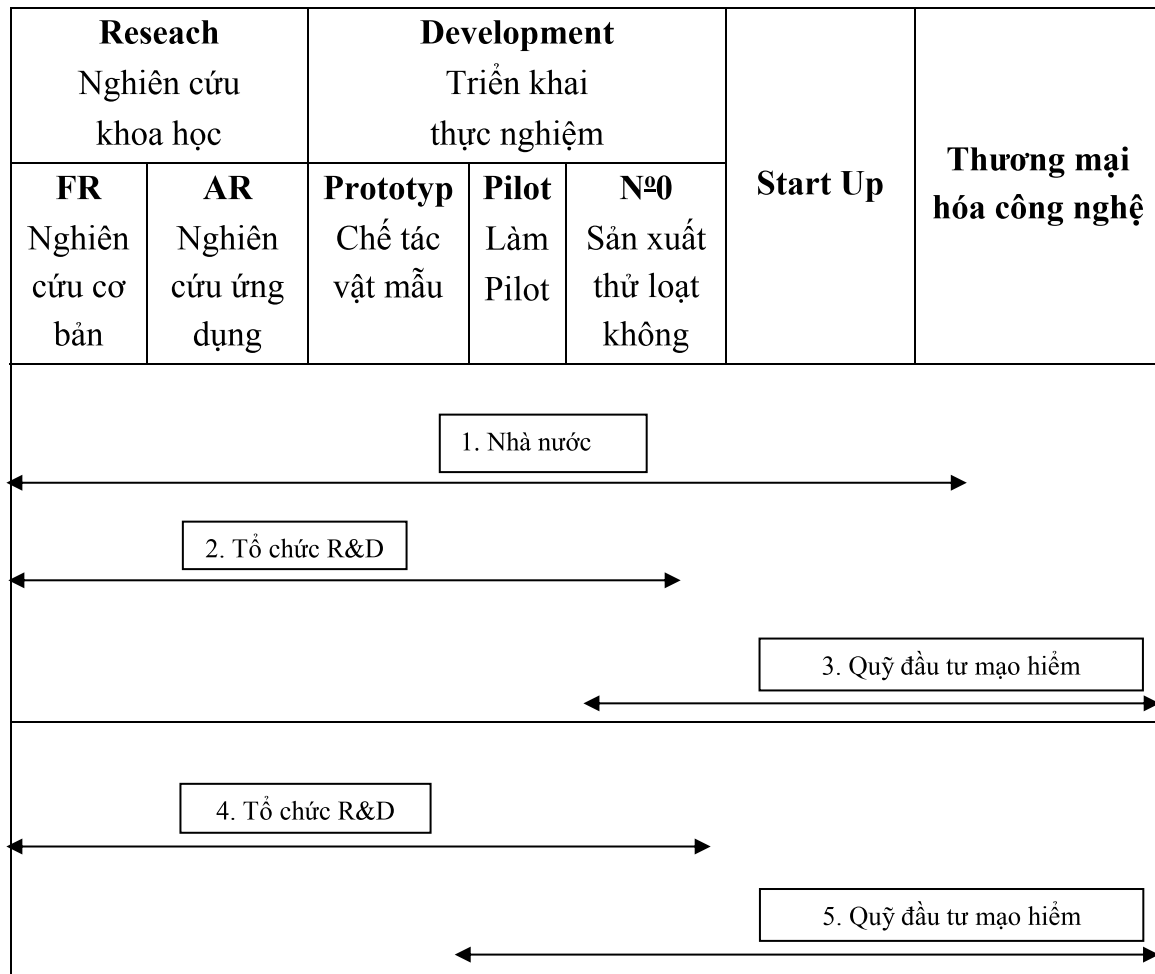 Reseach
Nghiên cứu
khoa học
Development
Triển khai
thực nghiệm
Start Up
Thương mại
hóa công nghệ
FR
Nghiên
cứu cơ
bản
AR
Nghiên
cứu ứng
dụng
Prototyp
Chế tác
vật mẫu
Pilot
Làm
Pilot
Nº0
Sản xuất
thử loạt
không
1. Nhà nước
2. Tổ chức R&D
3. Quỹ đầu tư mạo hiểm
4. Tổ chức R&D
5. Quỹ đầu tư mạo hiểm